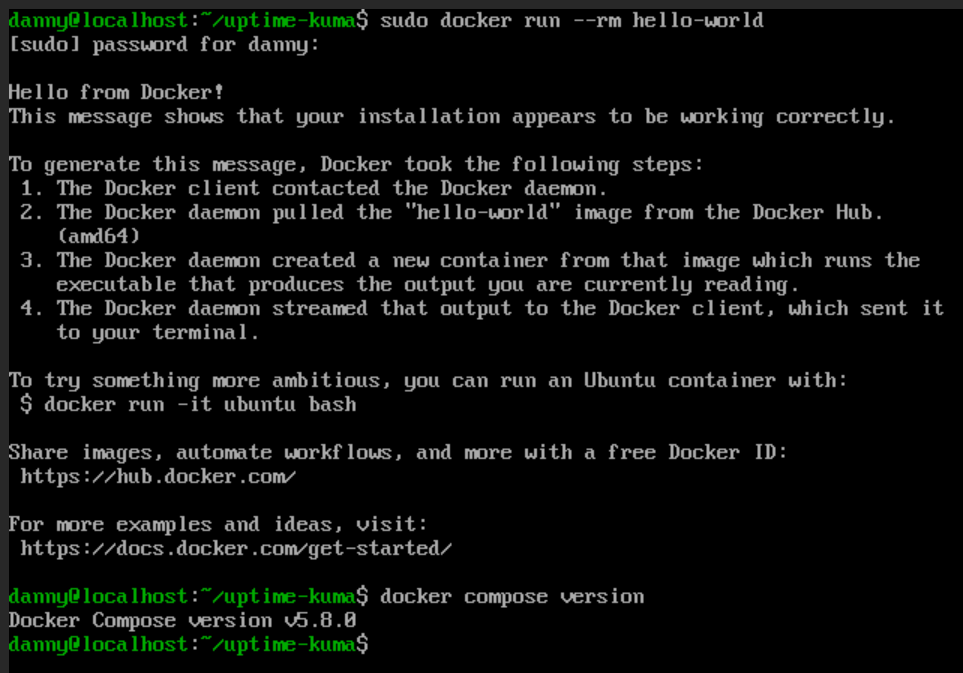 danny@localhost:~/uptime-kuma$ sudo docker run --rm hello-world
[sudo] password for danny:
Hello from Docker!
This message shows that your installation appears to be working correctly.
To generate this message, Docker took the following steps:
 1. The Docker client contacted the Docker daemon.
 2. The Docker daemon pulled the "hello-world" image from the Docker Hub.
    (amd64)
 3. The Docker daemon created a new container from that image which runs the
    executable that produces the output you are currently reading.
 4. The Docker daemon streamed that output to the Docker client, which sent it
    to your terminal.
To try something more ambitious, you can run an Ubuntu container with:
 $ docker run -it ubuntu bash
Share images, automate workflows, and more with a free Docker ID:
 https://hub.docker.com/
For more examples and ideas, visit:
 https://docs.docker.com/get-started/
danny@localhost:~/uptime-kuma$ docker compose version
Docker Compose version v5.8.0
danny@localhost:~/uptime-kuma$